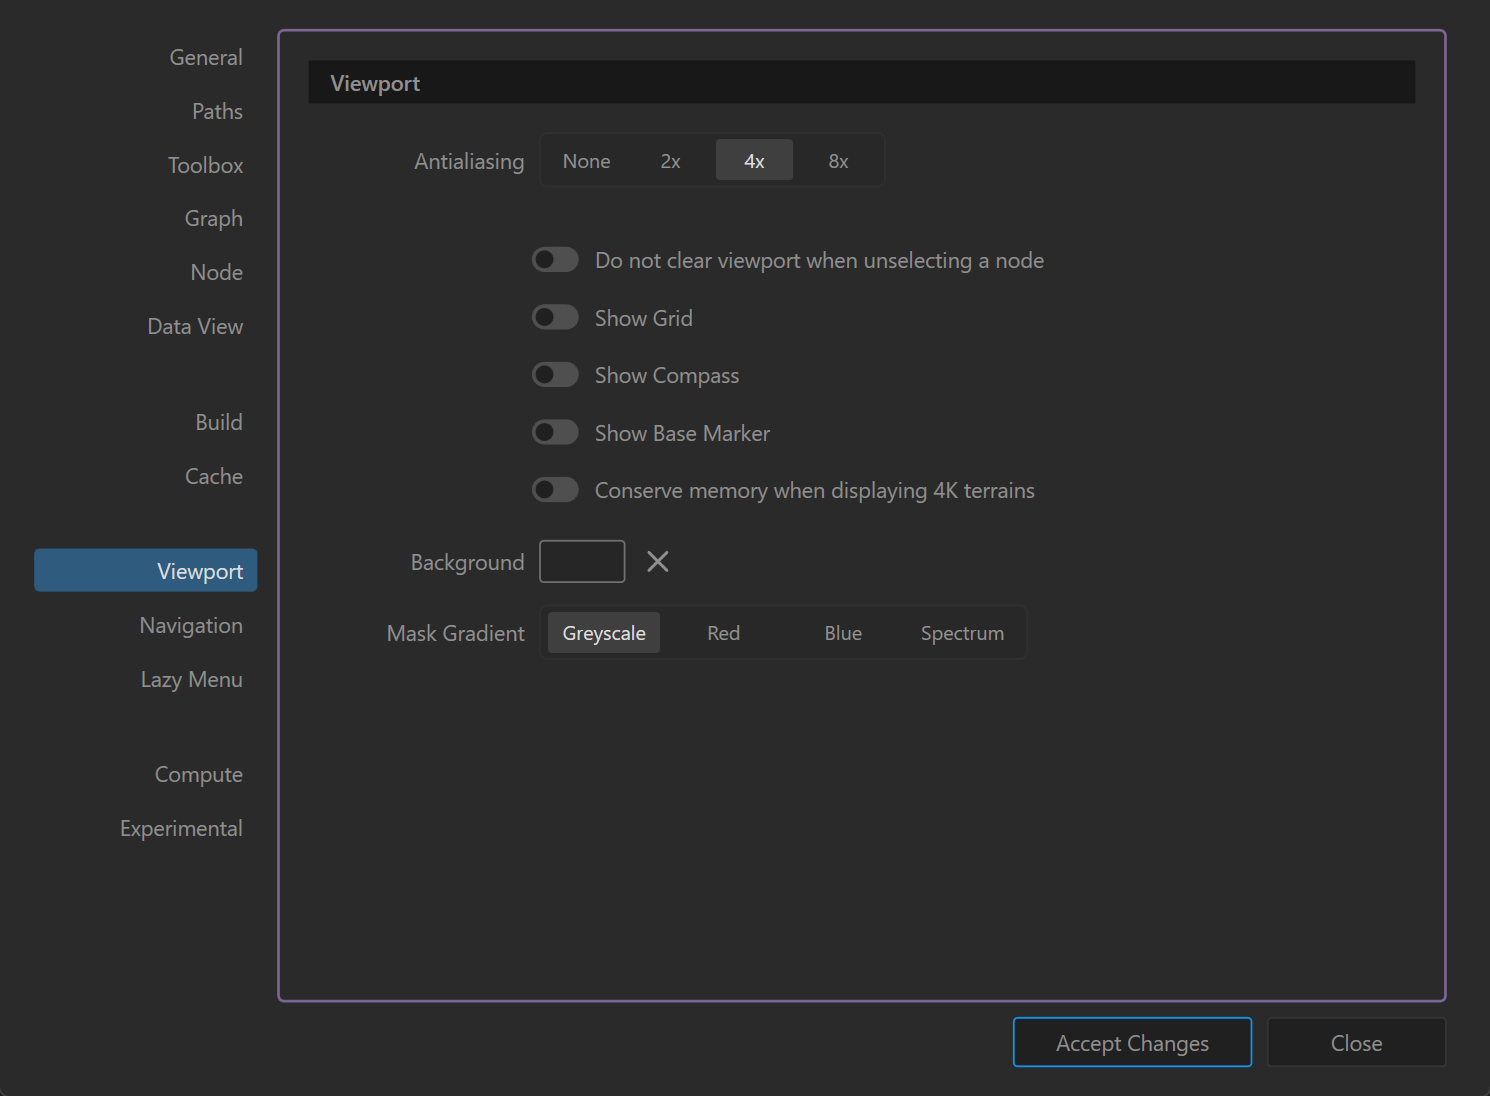 General
Paths
Toolbox
Graph
Node
Data View
Build
Cache
Viewport
Navigation
Lazy Menu
Compute
Experimental
Viewport
Antialiasing None 2x 4x 8x
Do not clear viewport when unselecting a node
Show Grid
Show Compass
Show Base Marker
Conserve memory when displaying 4K terrains
Background
Mask Gradient Greyscale Red Blue Spectrum
Accept Changes Close